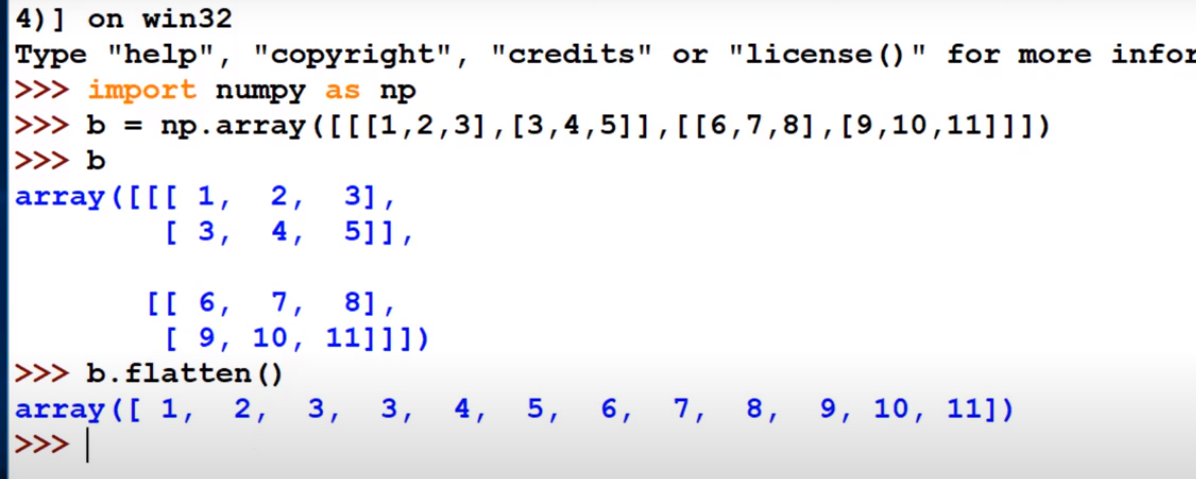 4)] on win32
Type "help", "copyright", "credits" or "license()" for more infor
>>> import numpy as np
>>> b = np.array([[[1,2,3],[3,4,5]],[[6,7,8],[9,10,11]]])
>>> b
array([[[ 1,  2,  3],
        [ 3,  4,  5]],

       [[ 6,  7,  8],
        [ 9, 10, 11]]])
>>> b.flatten()
array([ 1,  2,  3,  3,  4,  5,  6,  7,  8,  9, 10, 11])
>>>